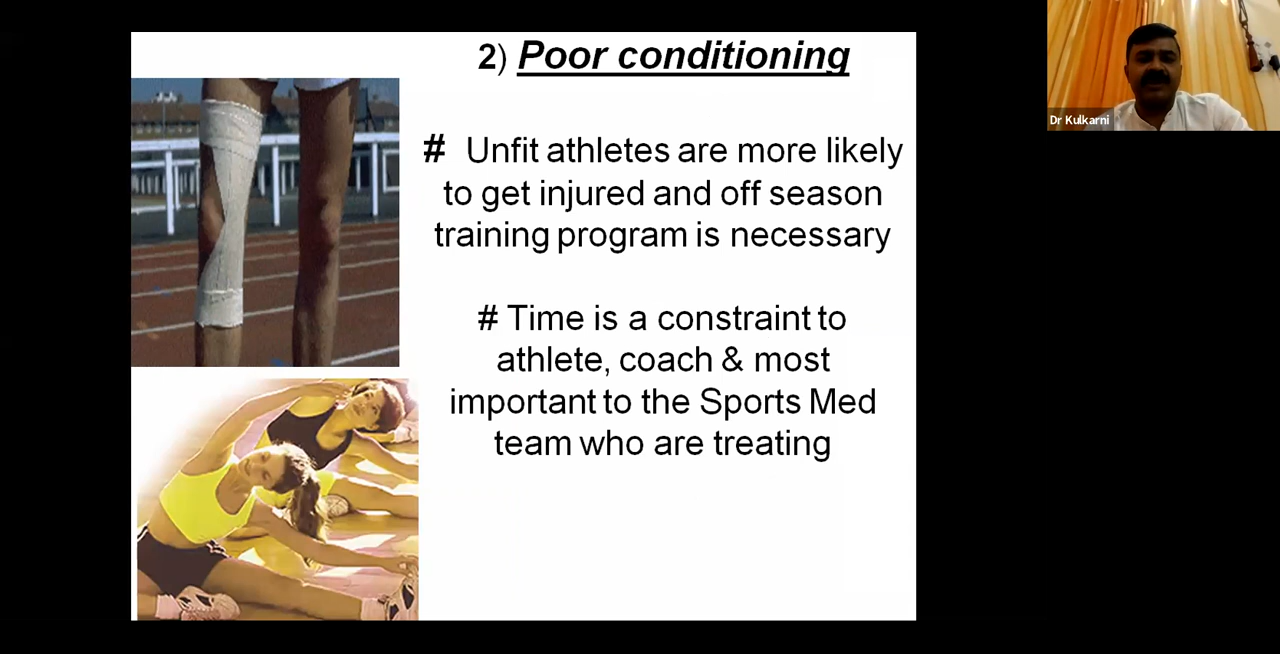 2) Poor conditioning
# Unfit athletes are more likely
to get injured and off season
training program is necessary
# Time is a constraint to
athlete, coach & most
important to the Sports Med
team who are treating
Dr Kulkarni